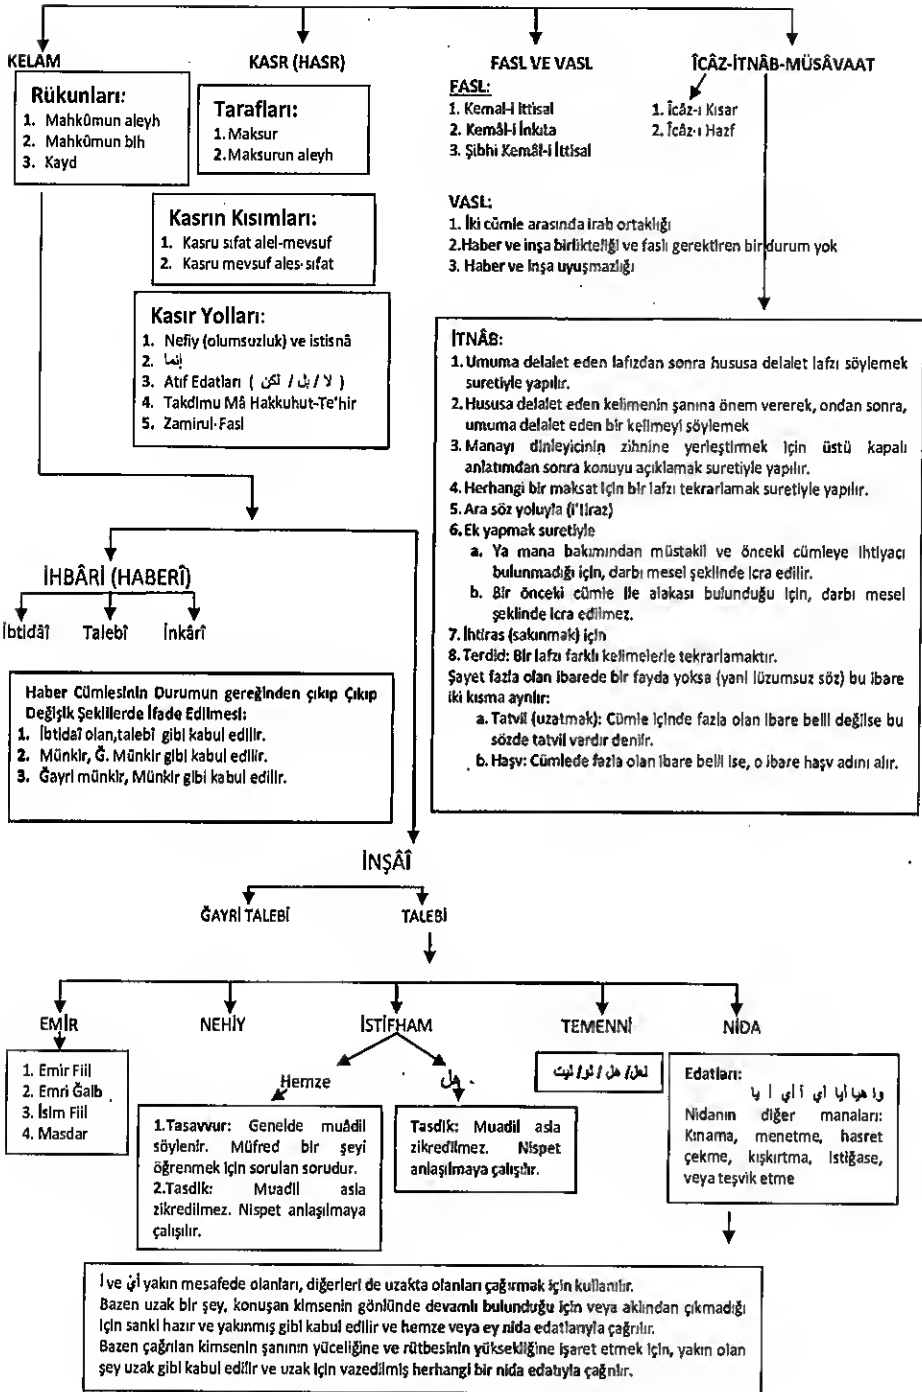 KELAM
KASR (HASR)
FASL VE VASL
ÎCÂZ-İTNÂB-MÜSÂVAAT
Rükunları:
1. Mahkûmun aleyh
2. Mahkûmun bih
3. Kayd
Tarafları:
1. Maksur
2. Maksurun aleyh
FASL:
1. Kemal-i ittisal
2. Kemâl-i İnkıta
3. Şibhi Kemâl-i İttisal
1. Îcâz-ı Kısar
2. Îcâz-ı Hazf
Kasrın Kısımları:
1. Kasru sıfat alel-mevsuf
2. Kasru mevsuf ales-sıfat
VASL:
1. İki cümle arasında irab ortaklığı
2.Haber ve inşa birlikteliği ve faslı gerektiren bir durum yok
3. Haber ve İnşa uyuşmazlığı
Kasır Yolları:
1. Nefiy (olumsuzluk) ve istisnâ
2. إنما
3. Atıf Edatları ( لا / بل / لكن )
4. Takdimu Mâ Hakkuhut-Te'hir
5. Zamirul-Fasl
İTNÂB:
1. Umuma delalet eden lafızdan sonra hususa delalet lafzı söylemek
suretiyle yapılır.
2. Hususa delalet eden kelimenin şanına önem vererek, ondan sonra,
umuma delalet eden bir kelimeyi söylemek
3. Manayı dinleyicinin zihnine yerleştirmek için üstü kapalı
anlatımdan sonra konuyu açıklamak suretiyle yapılır.
4. Herhangi bir maksat için bir lafzı tekrarlamak suretiyle yapılır.
5. Ara söz yoluyla (i'tiraz)
6. Ek yapmak suretiyle
a. Ya mana bakımından müstakil ve önceki cümleye ihtiyacı
bulunmadığı için, darbı mesel şeklinde icra edilir.
b. Bir önceki cümle ile alakası bulunduğu için, darbı mesel
şeklinde icra edilmez.
7. İhtiras (sakınmak) için
8. Terdid: Bir lafzı farklı kelimelerle tekrarlamaktır.
Şayet fazla olan ibarede bir fayda yoksa (yani lüzumsuz söz) bu ibare
iki kısma ayrılır:
a. Tatvil (uzatmak): Cümle içinde fazla olan ibare belli değilse bu
sözde tatvil vardır denir.
b. Haşv: Cümlede fazla olan ibare belli ise, o ibare haşv adını alır.
İHBÂRİ (HABERÎ)
İbtidâî Talebî İnkârî
Haber Cümlesinin Durumun gereğinden çıkıp Çıkıp
Değişik Şekillerde İfade Edilmesi:
1. İbtidaî olan,talebî gibi kabul edilir.
2. Münkir, Ğ. Münkir gibi kabul edilir.
3. Ğayri münkir, Münkir gibi kabul edilir.
İNŞÂÎ
ĞAYRİ TALEBİ
TALEBİ
EMİR
NEHİY
İSTİFHAM
TEMENNİ
NİDA
1. Emir Fiil
2. Emri Ğalb
3. İsim Fiil
4. Masdar
Hemze
هل
لعل/ هل / لو/ ليت
Edatları:
وا هيا أيا أي آ أي أ يا
Nidanın diğer manaları:
Kınama, menetme, hasret
çekme, kışkırtma, istiğase,
veya teşvik etme
1.Tasavvur: Genelde muâdil
söylenir. Müfred bir şeyi
öğrenmek için sorulan sorudur.
2.Tasdik: Muadil asla
zikredilmez. Nispet anlaşılmaya
çalışılır.
Tasdik: Muadil asla
zikredilmez. Nispet
anlaşılmaya çalışılır.
أ ve أي yakın mesafede olanları, diğerleri de uzakta olanları çağırmak için kullanılır.
Bazen uzak bir şey, konuşan kimsenin gönlünde devamlı bulunduğu için veya aklından çıkmadığı
için sanki hazır ve yakınmış gibi kabul edilir ve hemze veya ey nida edatlarıyla çağrılır.
Bazen çağrılan kimsenin şanının yüceliğine ve rütbesinin yüksekliğine işaret etmek için, yakın olan
şey uzak gibi kabul edilir ve uzak için vazedilmiş herhangi bir nida edatıyla çağrılır.